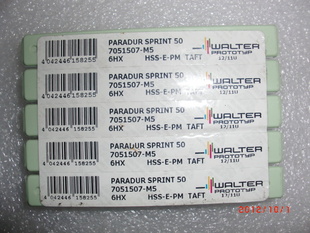 PARADUR SPRINT 50
7051507-M5
4 042446 158255
6HX HSS-E-PM TAFT
WALTER
PROTOTYP
PARADUR SPRINT 50
7051507-M5
4 042446 158255
6HX HSS-E-PM TAFT
WALTER
PROTOTYP
PARADUR SPRINT 50
7051507-M5
4 042446 158255
6HX HSS-E-PM TAFT
WALTER
PROTOTYP
PARADUR SPRINT 50
7051507-M5
4 042446 158255
6HX HSS-E-PM TAFT
WALTER
PROTOTYP
PARADUR SPRINT 50
7051507-M5
4 042446 158255
6HX HSS-E-PM TAFT
WALTER
PROTOTYP
2012/10/1